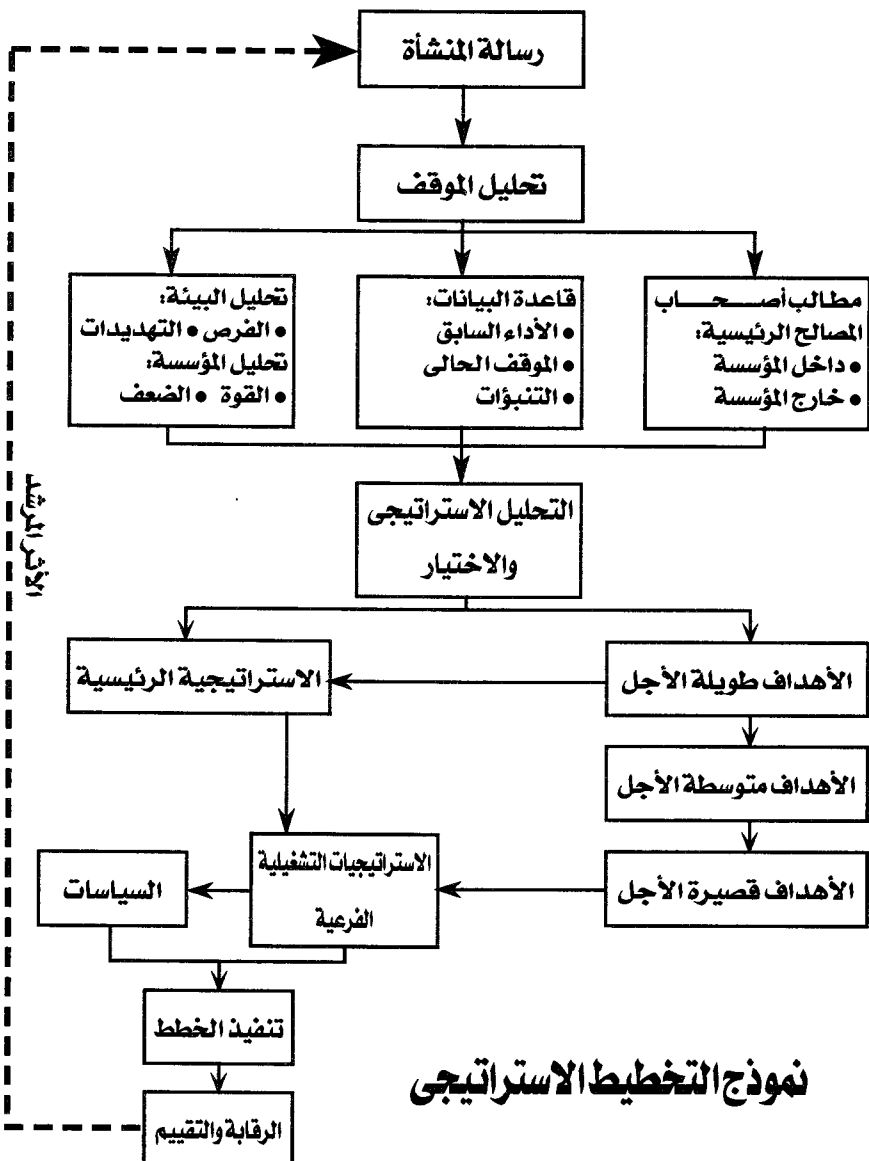 رسالة المنشأة
تحليل الموقف
مطالب أصحاب
المصالح الرئيسية:
• داخل المؤسسة
• خارج المؤسسة
قاعدة البيانات:
• الأداء السابق
• الموقف الحالى
• التنبؤات
تحليل البيئة:
• الفرص • التهديدات
تحليل المؤسسة:
• القوة • الضعف
التحليل الاستراتيجى
والاختيار
الأهداف طويلة الأجل
الاستراتيجية الرئيسية
الأهداف متوسطة الأجل
الأهداف قصيرة الأجل
الاستراتيجيات التشغيلية
الفرعية
السياسات
تنفيذ الخطط
الرقابة والتقييم
الأثر المرشد
نموذج التخطيط الاستراتيجى